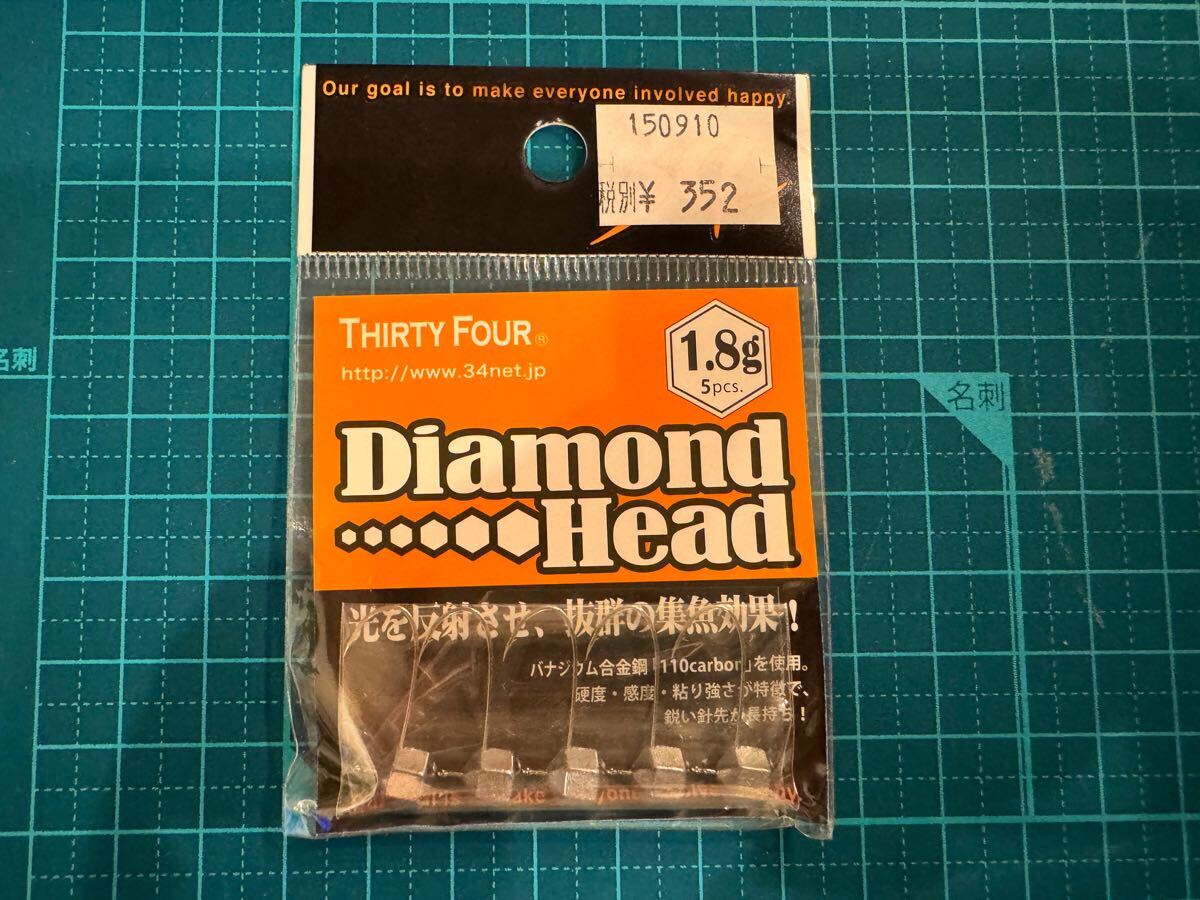 Our goal is to make everyone involved happy.
150910
税別¥ 352
THIRTY FOUR®
http://www.34net.jp
1.8g
5pcs.
Diamond
Head
光を反射させ、抜群の集魚効果！
バナジウム合金鋼「110carbon」を使用。
硬度・感度・粘り強さが特徴で、
鋭い針先が長持ち！
名刺
名刺